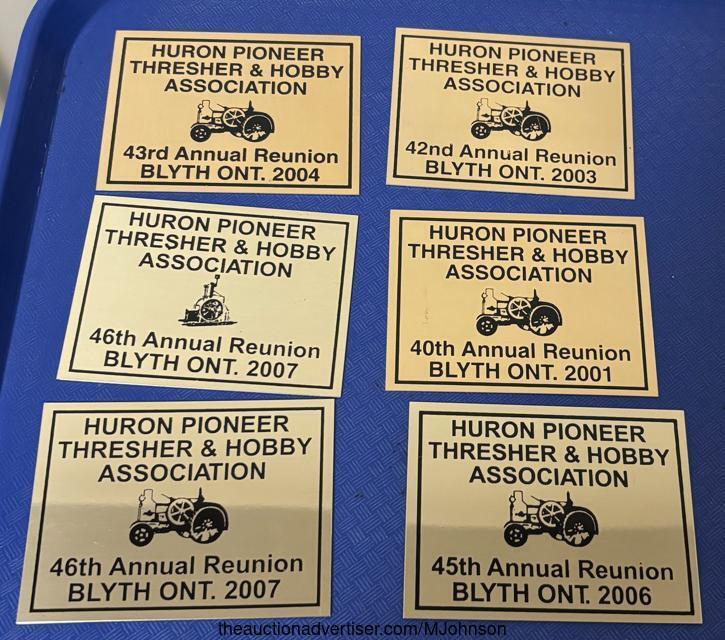 HURON PIONEER
THRESHER & HOBBY
ASSOCIATION
43rd Annual Reunion
BLYTH ONT. 2004
HURON PIONEER
THRESHER & HOBBY
ASSOCIATION
42nd Annual Reunion
BLYTH ONT. 2003
HURON PIONEER
THRESHER & HOBBY
ASSOCIATION
46th Annual Reunion
BLYTH ONT. 2007
HURON PIONEER
THRESHER & HOBBY
ASSOCIATION
40th Annual Reunion
BLYTH ONT. 2001
HURON PIONEER
THRESHER & HOBBY
ASSOCIATION
46th Annual Reunion
BLYTH ONT. 2007
HURON PIONEER
THRESHER & HOBBY
ASSOCIATION
45th Annual Reunion
BLYTH ONT. 2006
theauctionadvertiser.com/MJohnson